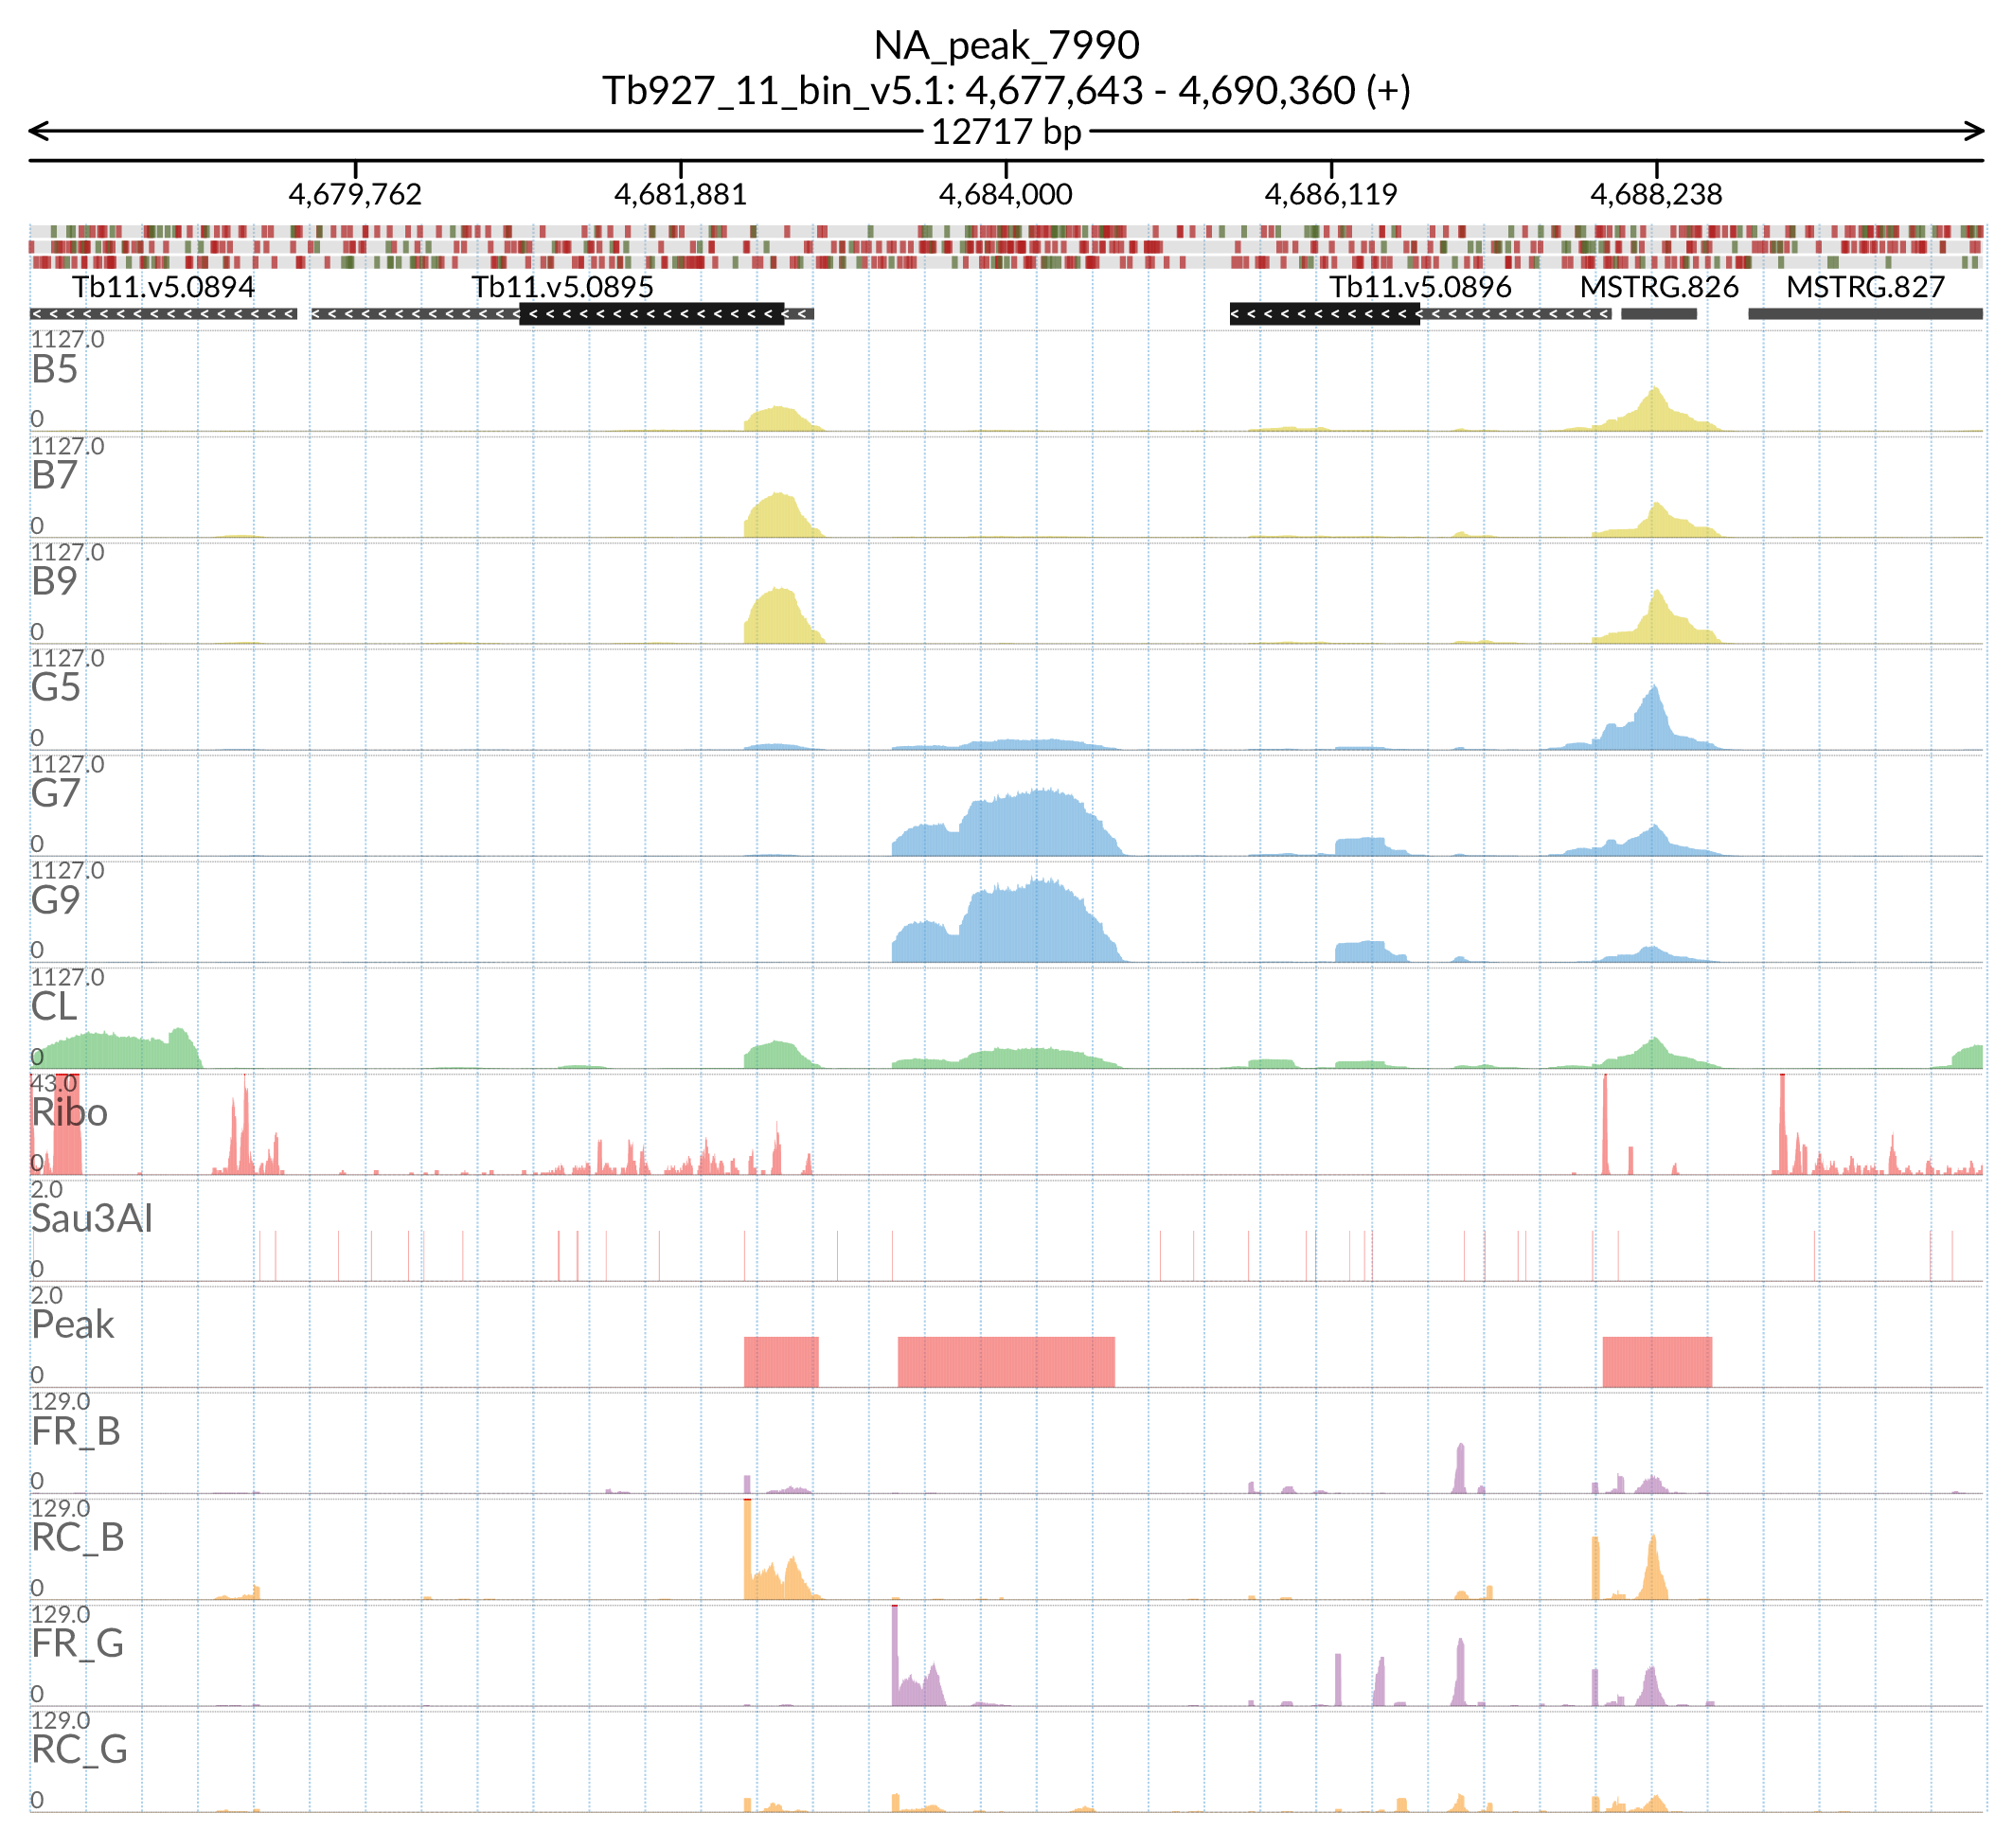 NA_peak_7990
Tb927_11_bin_v5.1: 4,677,643 - 4,690,360 (+)
12717 bp
4,679,762 4,681,881 4,684,000 4,686,119 4,688,238
Tb11.v5.0894 Tb11.v5.0895 Tb11.v5.0896 MSTRG.826 MSTRG.827
1127.0
B5
0
1127.0
B7
0
1127.0
B9
0
1127.0
G5
0
1127.0
G7
0
1127.0
G9
0
1127.0
CL
0
43.0
Ribo
0
2.0
Sau3AI
0
2.0
Peak
0
129.0
FR_B
0
129.0
RC_B
0
129.0
FR_G
0
129.0
RC_G
0